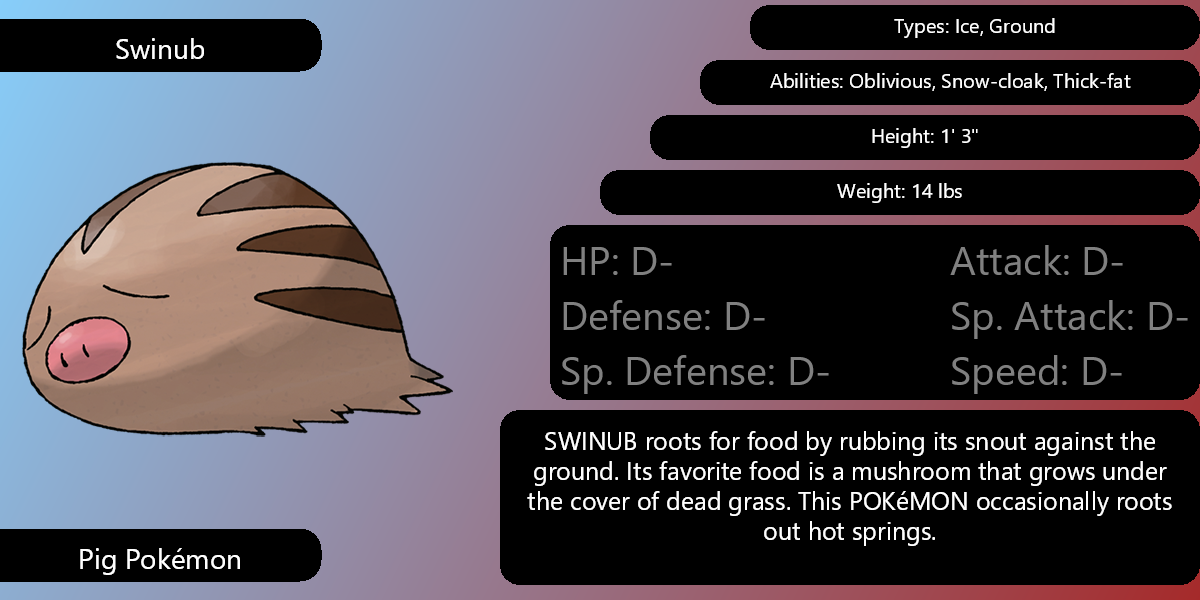 Swinub
Types: Ice, Ground
Abilities: Oblivious, Snow-cloak, Thick-fat
Height: 1' 3"
Weight: 14 lbs
HP: D- Attack: D-
Defense: D- Sp. Attack: D-
Sp. Defense: D- Speed: D-
SWINUB roots for food by rubbing its snout against the
ground. Its favorite food is a mushroom that grows under
the cover of dead grass. This POKéMON occasionally roots
out hot springs.
Pig Pokémon